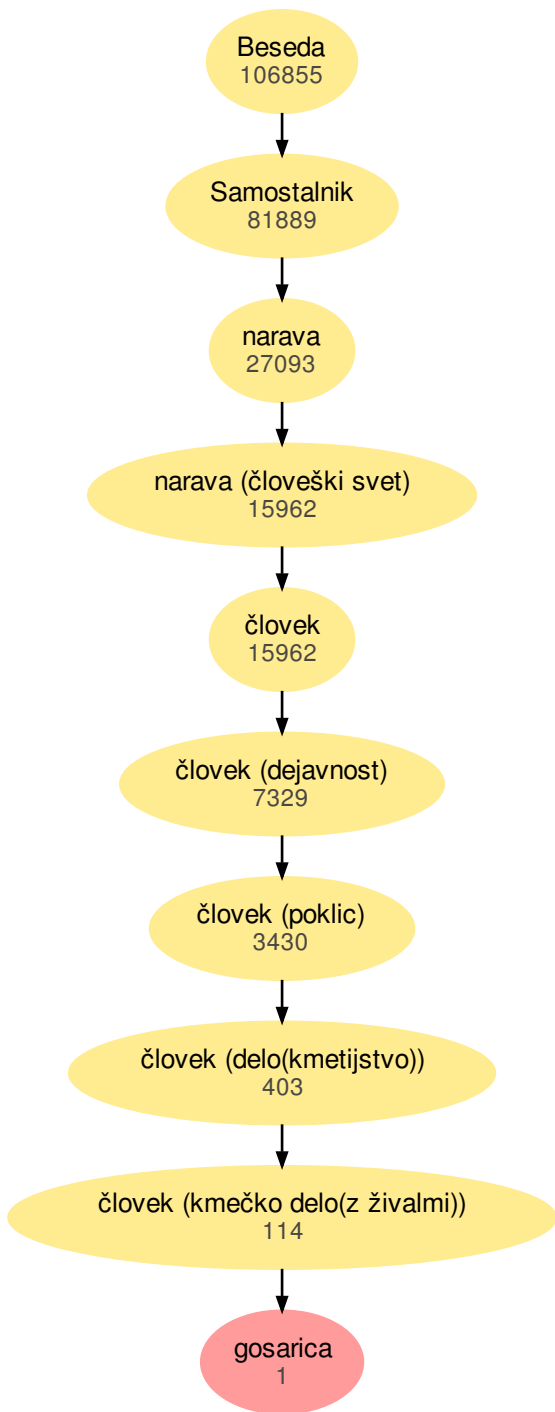 Beseda
106855
Samostalnik
81889
narava
27093
narava (človeški svet)
15962
človek
15962
človek (dejavnost)
7329
človek (poklic)
3430
človek (delo(kmetijstvo))
403
človek (kmečko delo(z živalmi))
114
gosarica
1